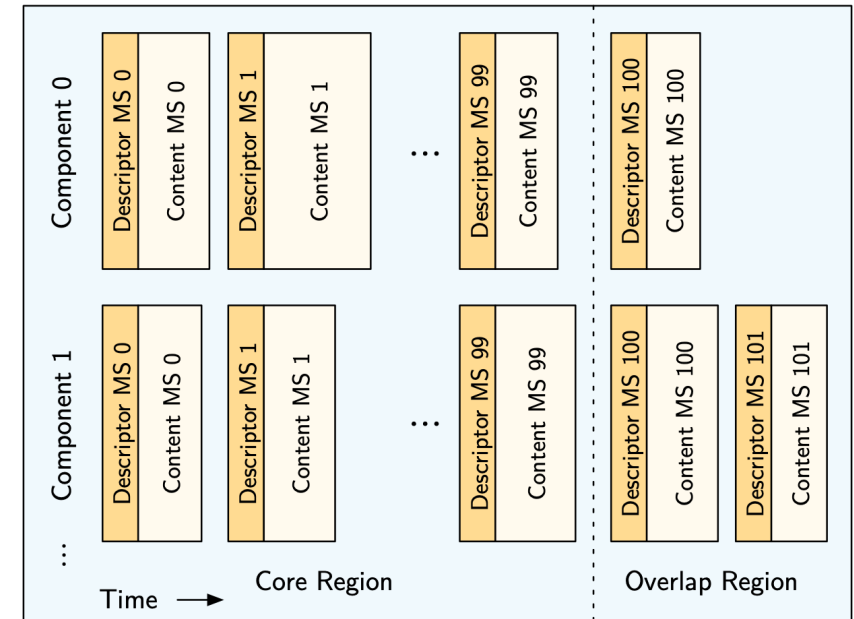 Component 0
Descriptor MS 0
Content MS 0
Descriptor MS 1
Content MS 1
...
Descriptor MS 99
Content MS 99
Descriptor MS 100
Content MS 100
Component 1
Descriptor MS 0
Content MS 0
Descriptor MS 1
Content MS 1
...
Descriptor MS 99
Content MS 99
Descriptor MS 100
Content MS 100
Descriptor MS 101
Content MS 101
...
Time
Core Region
Overlap Region